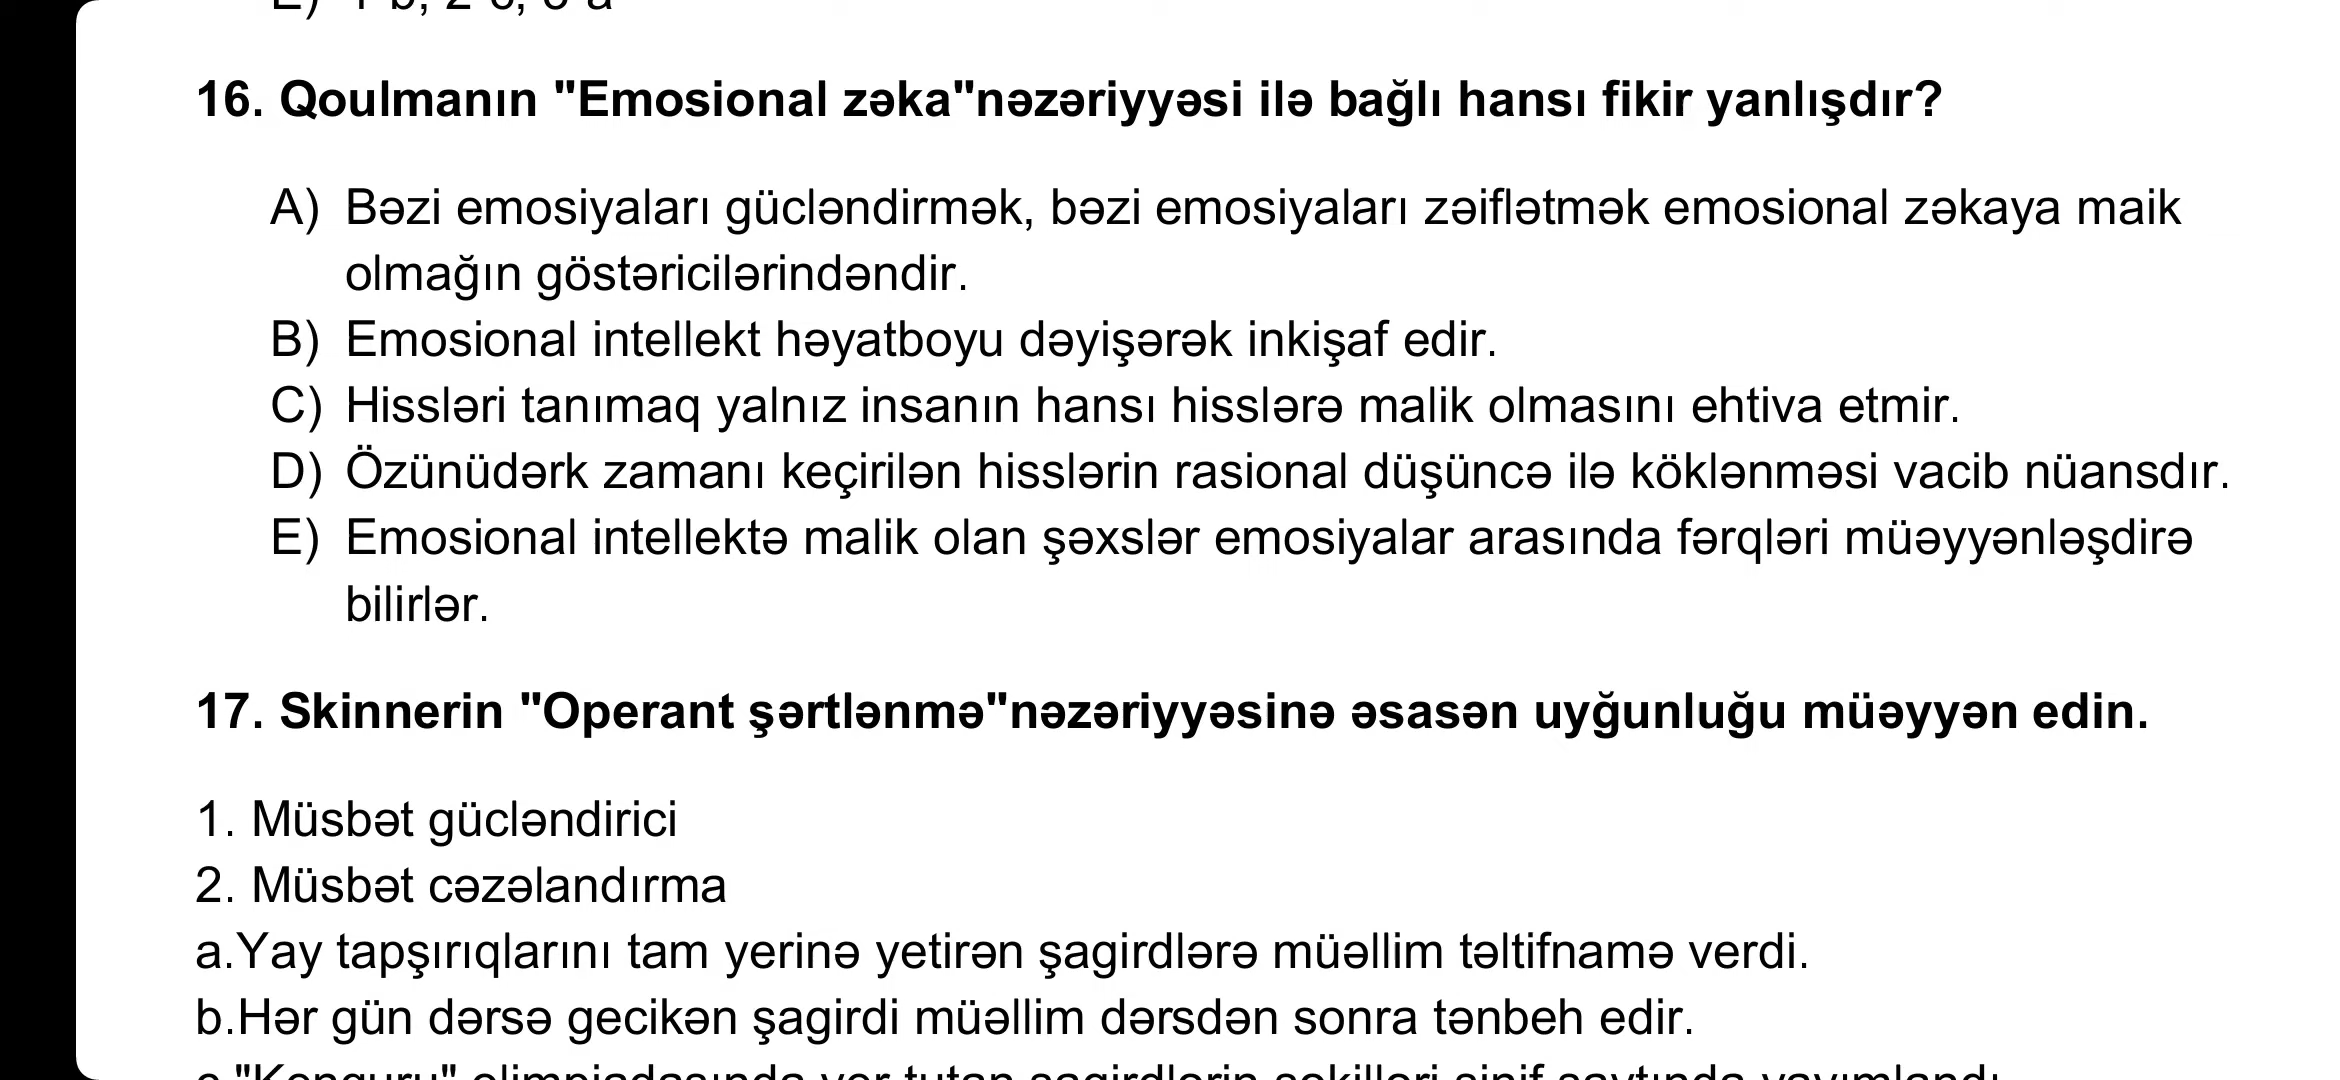 16. Qoulmanın "Emosional zəka"nəzəriyyəsi ilə bağlı hansı fikir yanlışdır?
A) Bəzi emosiyaları gücləndirmək, bəzi emosiyaları zəiflətmək emosional zəkaya maik
olmağın göstəricilərindəndir.
B) Emosional intellekt həyatboyu dəyişərək inkişaf edir.
C) Hissləri tanımaq yalnız insanın hansı hisslərə malik olmasını ehtiva etmir.
D) Özünüdərk zamanı keçirilən hisslərin rasional düşüncə ilə köklənməsi vacib nüansdır.
E) Emosional intellektə malik olan şəxslər emosiyalar arasında fərqləri müəyyənləşdirə
bilirlər.
17. Skinnerin "Operant şərtlənmə"nəzəriyyəsinə əsasən uyğunluğu müəyyən edin.
1. Müsbət gücləndirici
2. Müsbət cəzəlandırma
a.Yay tapşırıqlarını tam yerinə yetirən şagirdlərə müəllim təltifnamə verdi.
b.Hər gün dərsə gecikən şagirdi müəllim dərsdən sonra tənbeh edir.